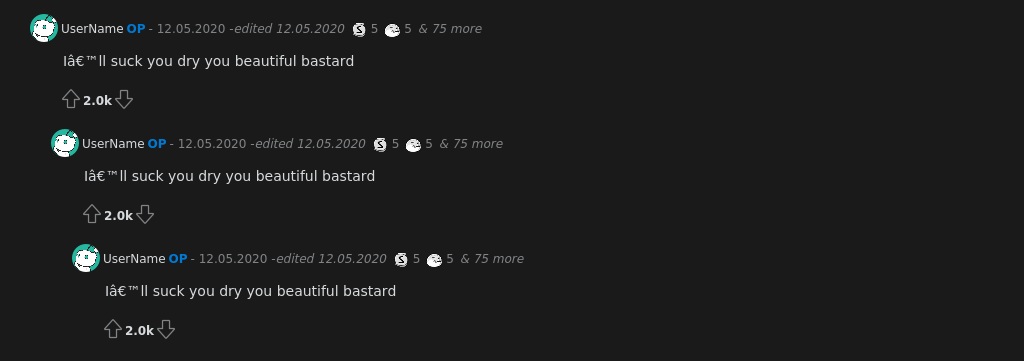 UserName OP - 12.05.2020 -edited 12.05.2020 5 5 & 75 more
Iâ€™ll suck you dry you beautiful bastard
2.0k
UserName OP - 12.05.2020 -edited 12.05.2020 5 5 & 75 more
Iâ€™ll suck you dry you beautiful bastard
2.0k
UserName OP - 12.05.2020 -edited 12.05.2020 5 5 & 75 more
Iâ€™ll suck you dry you beautiful bastard
2.0k